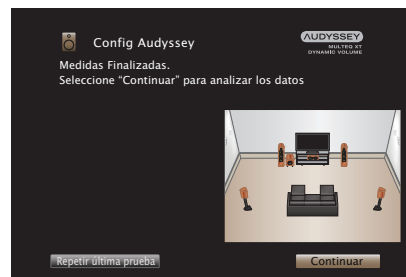 Config Audyssey
AUDYSSEY
MULTEQ XT
DYNAMIC VOLUME
Medidas Finalizadas.
Seleccione “Continuar” para analizar los datos
Repetir última prueba
Continuar